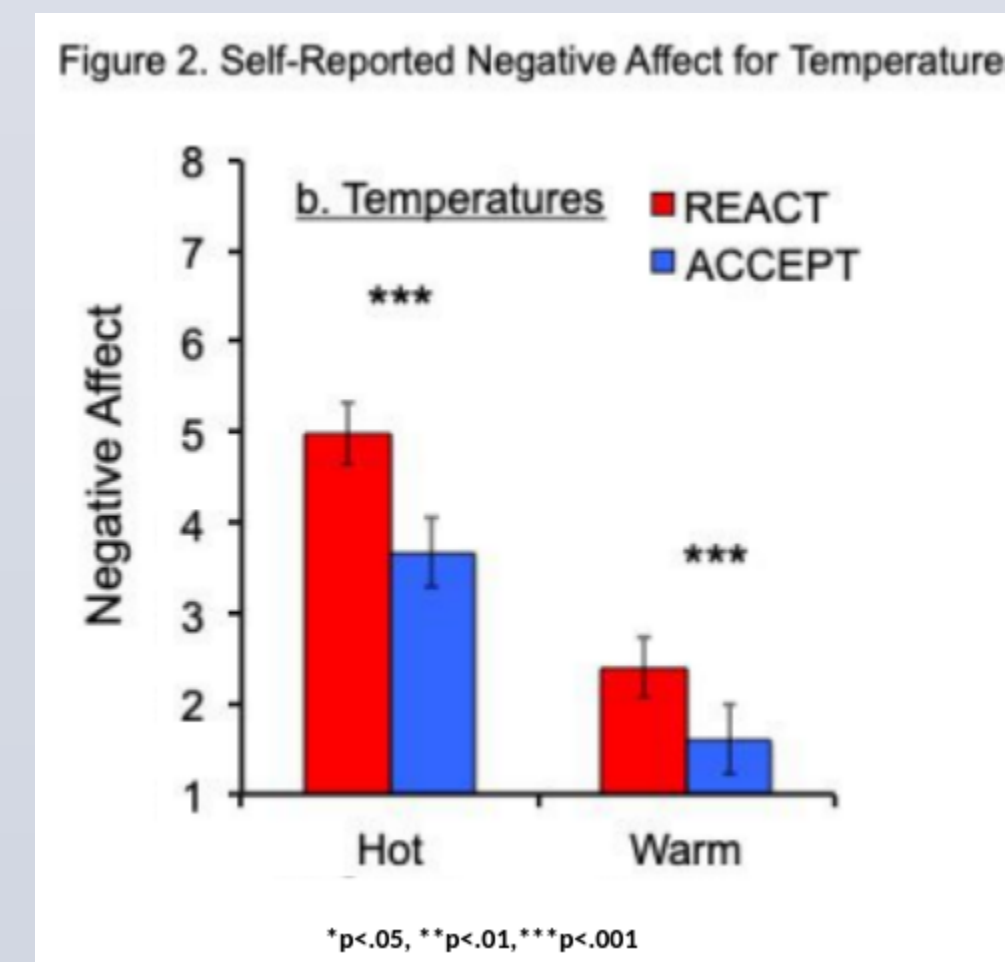 Figure 2. Self-Reported Negative Affect for Temperature
8
b. Temperatures
REACT
ACCEPT
7
***
6
5
4
***
3
2
1
Negative Affect
Hot
Warm
*p<.05, **p<.01,***p<.001